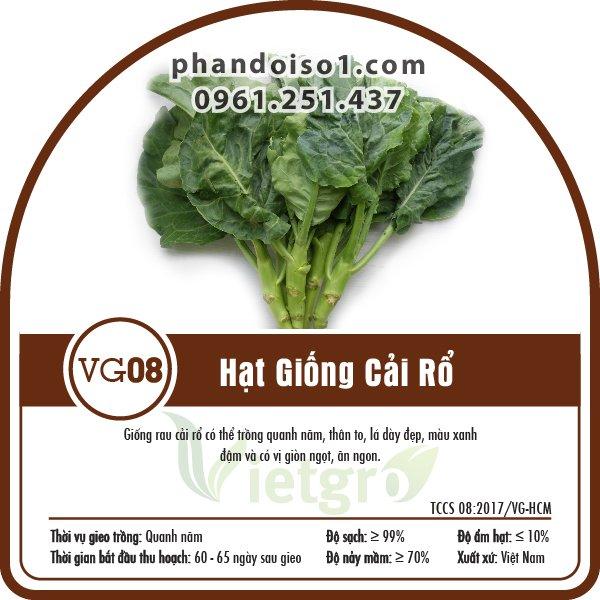 phandoiso1.com
0961.251.437
VG08
Hạt Giống Cải Rổ
Giống rau cải rổ có thể trồng quanh năm, thân to, lá dày đẹp, màu xanh
đậm và có vị giòn ngọt, ăn ngon.
Vietgro
TCCS 08:2017/VG-HCM
Thời vụ gieo trồng: Quanh năm Độ sạch: ≥ 99% Độ ẩm hạt: ≤ 10%
Thời gian bắt đầu thu hoạch: 60 - 65 ngày sau gieo Độ nảy mầm: ≥ 70% Xuất xứ: Việt Nam